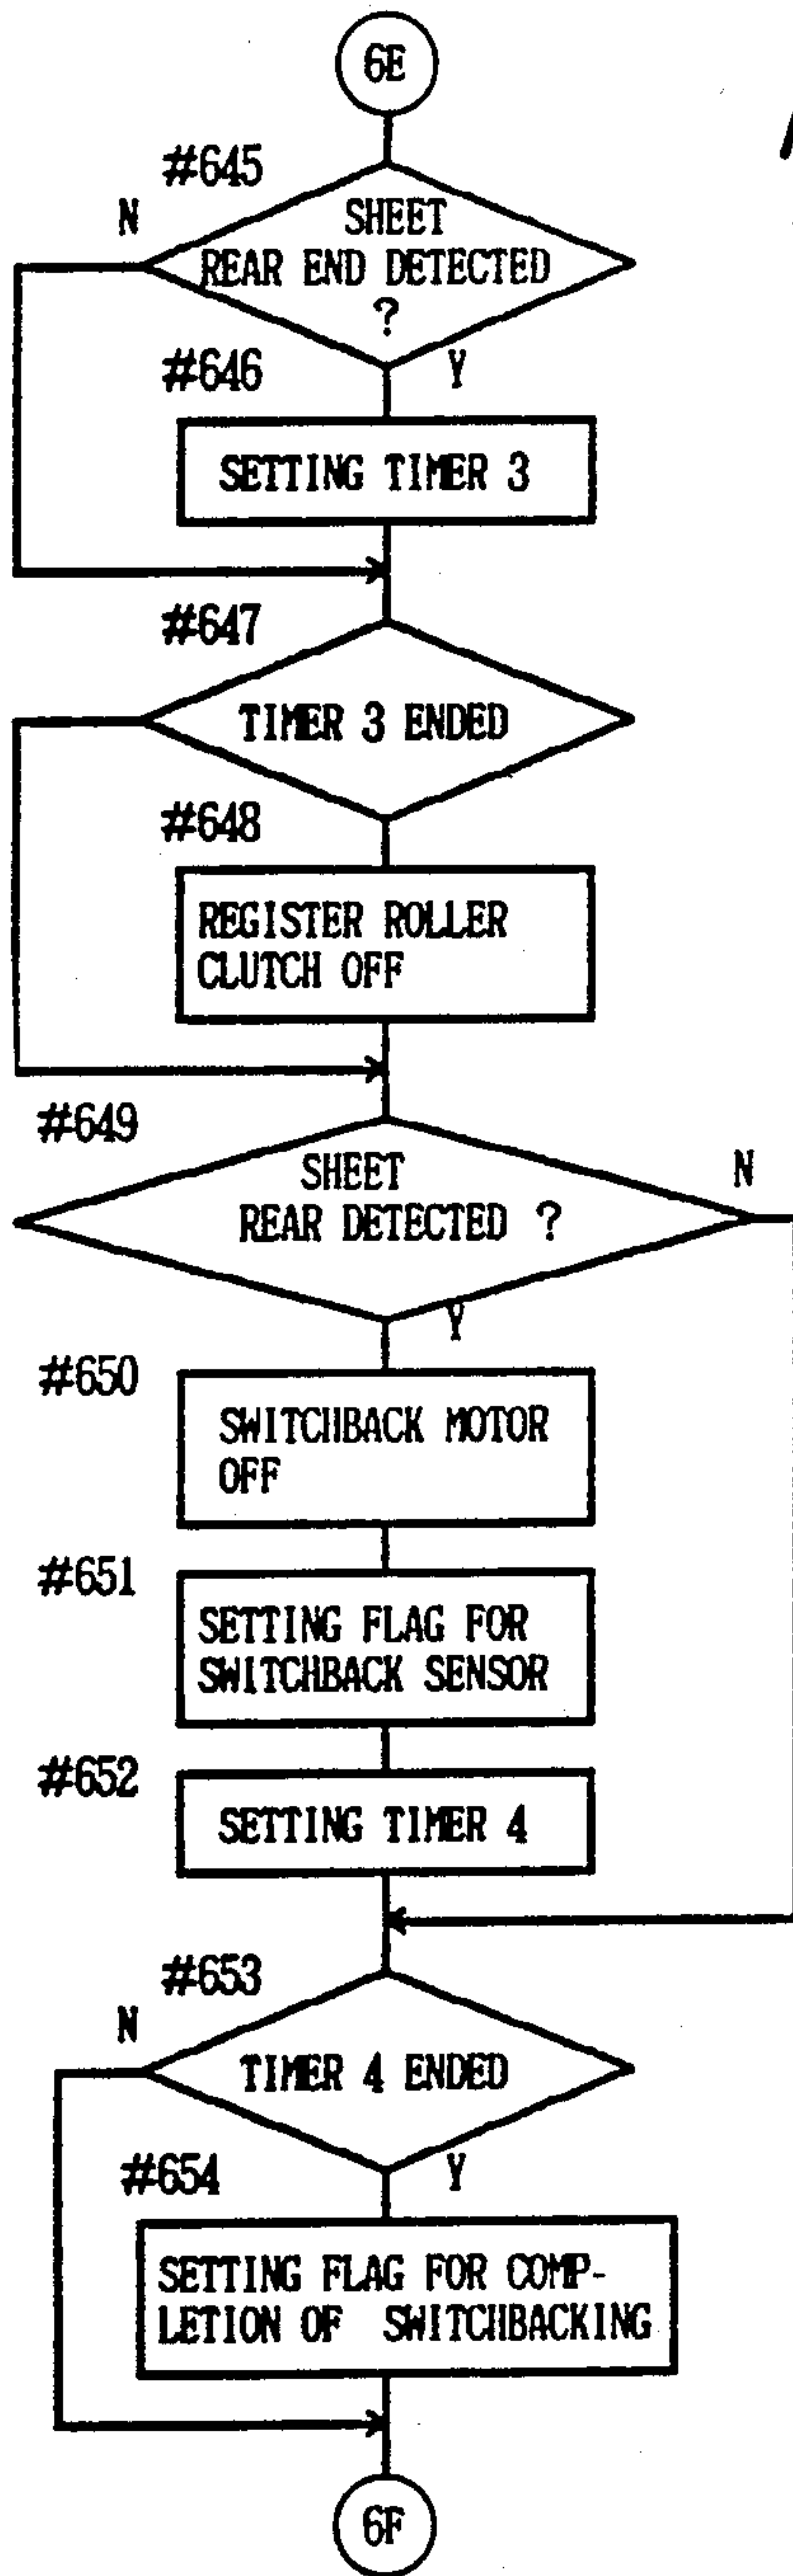 6E
#645
N
SHEET
REAR END DETECTED
?
#646
Y
SETTING TIMER 3
#647
TIMER 3 ENDED
#648
REGISTER ROLLER
CLUTCH OFF
#649
SHEET
N
REAR DETECTED ?
Y
#650
SWITCHBACK MOTOR
OFF
#651
SETTING FLAG FOR
SWITCHBACK SENSOR
#652
SETTING TIMER 4
#653
N
TIMER 4 ENDED
#654
Y
SETTING FLAG FOR COMP-
LETION OF SWITCHBACKING
6F